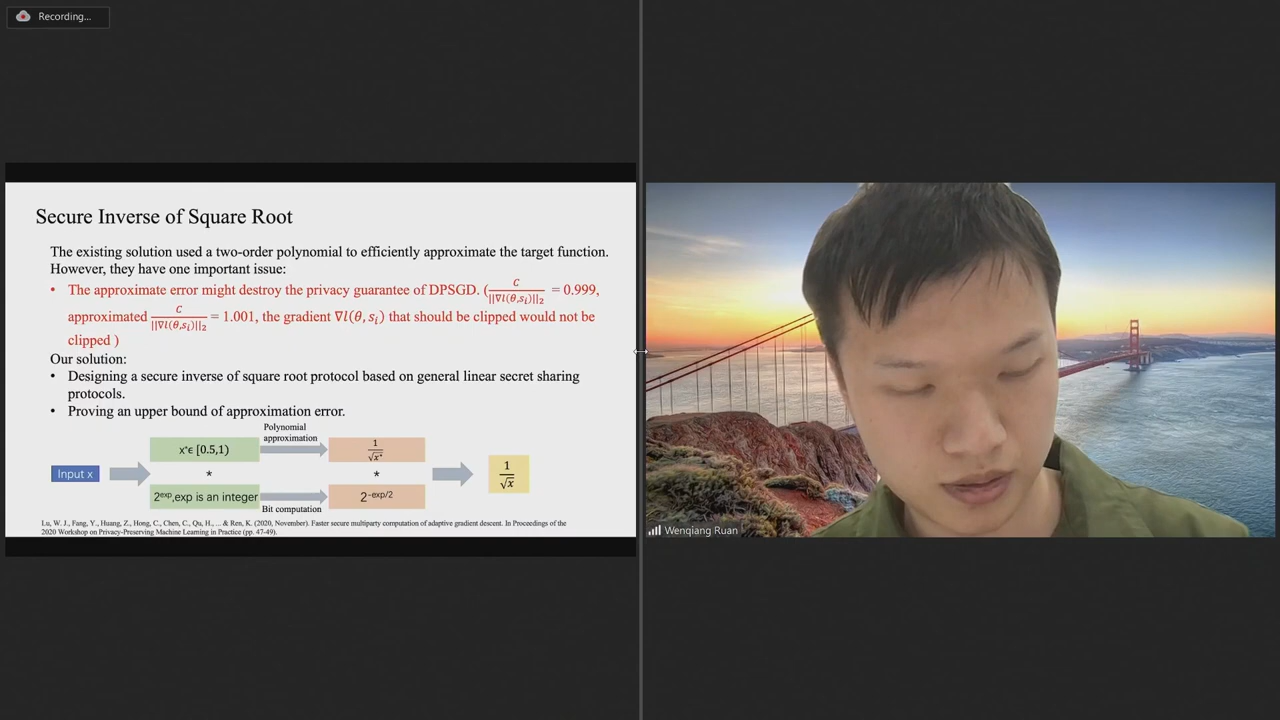 Recording...
Secure Inverse of Square Root
The existing solution used a two-order polynomial to efficiently approximate the target function.
However, they have one important issue:
• The approximate error might destroy the privacy guarantee of DPSGD. (C/||∇l(θ,sᵢ)||₂ = 0.999,
approximated C/||∇l(θ,sᵢ)||₂ = 1.001, the gradient ∇l(θ, sᵢ) that should be clipped would not be
clipped )
Our solution:
• Designing a secure inverse of square root protocol based on general linear secret sharing
protocols.
• Proving an upper bound of approximation error.
Polynomial
approximation
x*ϵ [0.5,1)
1/√x*
Input x
*
*
1/√x
2^exp,exp is an integer
2^−exp/2
Bit computation
Lu, W. J., Fang, Y., Huang, Z., Hong, C., Chen, C., Qu, H., ... & Ren, K. (2020, November). Faster secure multiparty computation of adaptive gradient descent. In Proceedings of the
2020 Workshop on Privacy-Preserving Machine Learning in Practice (pp. 47-49).
Wenqiang Ruan